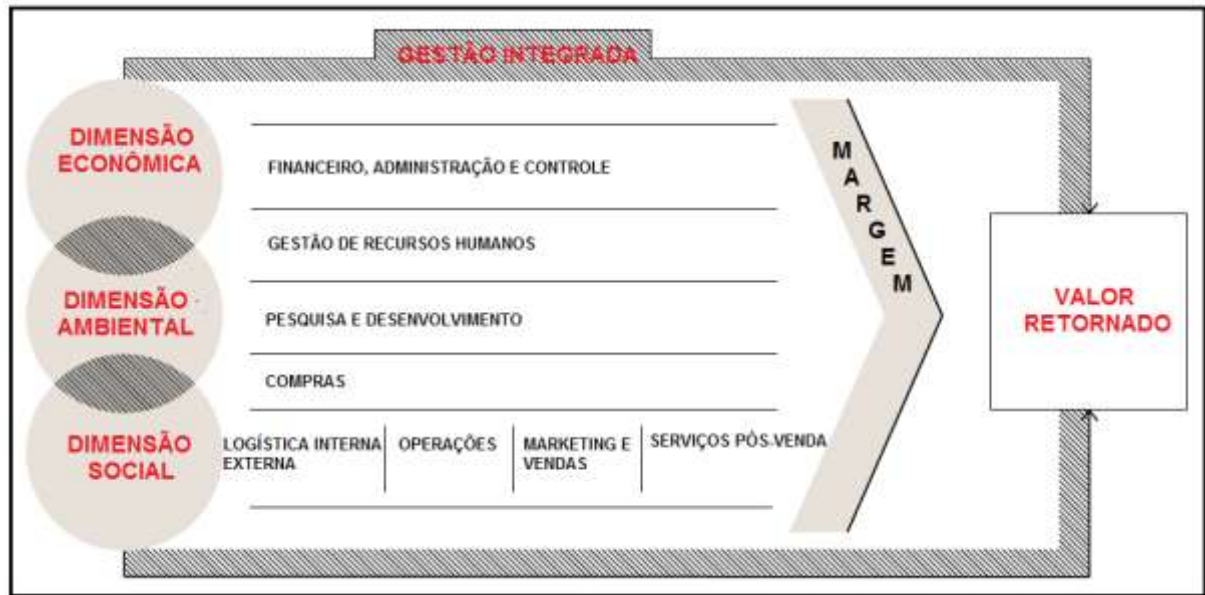 GESTÃO INTEGRADA
DIMENSÃO
ECONÔMICA
FINANCEIRO, ADMINISTRAÇÃO E CONTROLE
GESTÃO DE RECURSOS HUMANOS
DIMENSÃO
AMBIENTAL
PESQUISA E DESENVOLVIMENTO
COMPRAS
DIMENSÃO
SOCIAL
LOGÍSTICA INTERNA
EXTERNA
OPERAÇÕES
MARKETING E
VENDAS
SERVIÇOS PÓS-VENDA
MARGEM
VALOR
RETORNADO